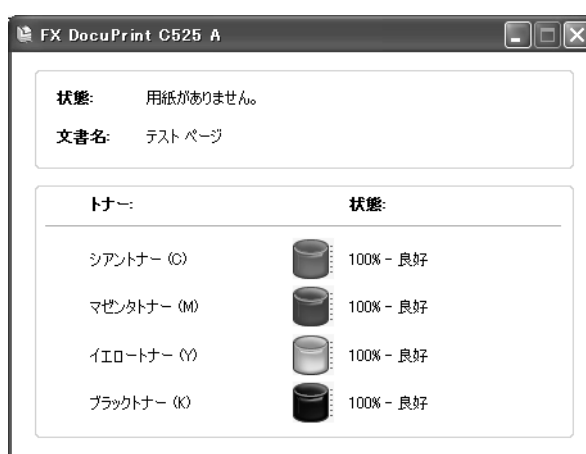 FX DocuPrint C525 A
状態: 用紙がありません。
文書名: テスト ページ
トナー: 状態:
シアントナー (C) 100% - 良好
マゼンタトナー (M) 100% - 良好
イエロートナー (Y) 100% - 良好
ブラックトナー (K) 100% - 良好